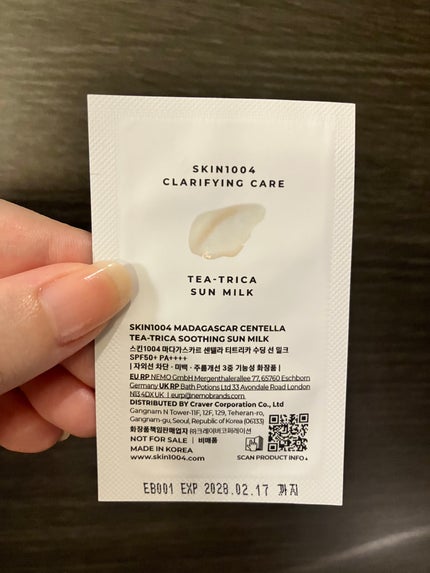 SKIN1004
CLARIFYING CARE
TEA-TRICA
SUN MILK
SKIN1004 MADAGASCAR CENTELLA
TEA-TRICA SOOTHING SUN MILK
스킨1004 마다가스카르 센텔라 티트리카 수딩 선 밀크
SPF50+ PA++++
| 자외선 차단 · 미백 · 주름개선 3중 기능성 화장품 |
EU RP NEMO GmbH Mergenthalerallee 77, 65760 Eschborn
Germany UK RP Bath Potions Ltd 33 Avondale Road London
N13 4DX UK | eurp@nemobrands.com
DISTRIBUTED BY Craver Corporation Co., Ltd
Gangnam N Tower-11F, 12F, 129, Teheran-ro,
Gangnam-gu, Seoul, Republic of Korea (06133)
화장품책임판매업자 ㈜크레이버코퍼레이션
NOT FOR SALE | 비매품
MADE IN KOREA
www.skin1004.com
SCAN PRODUCT INFO
EB001 EXP 2028.02.17 까지